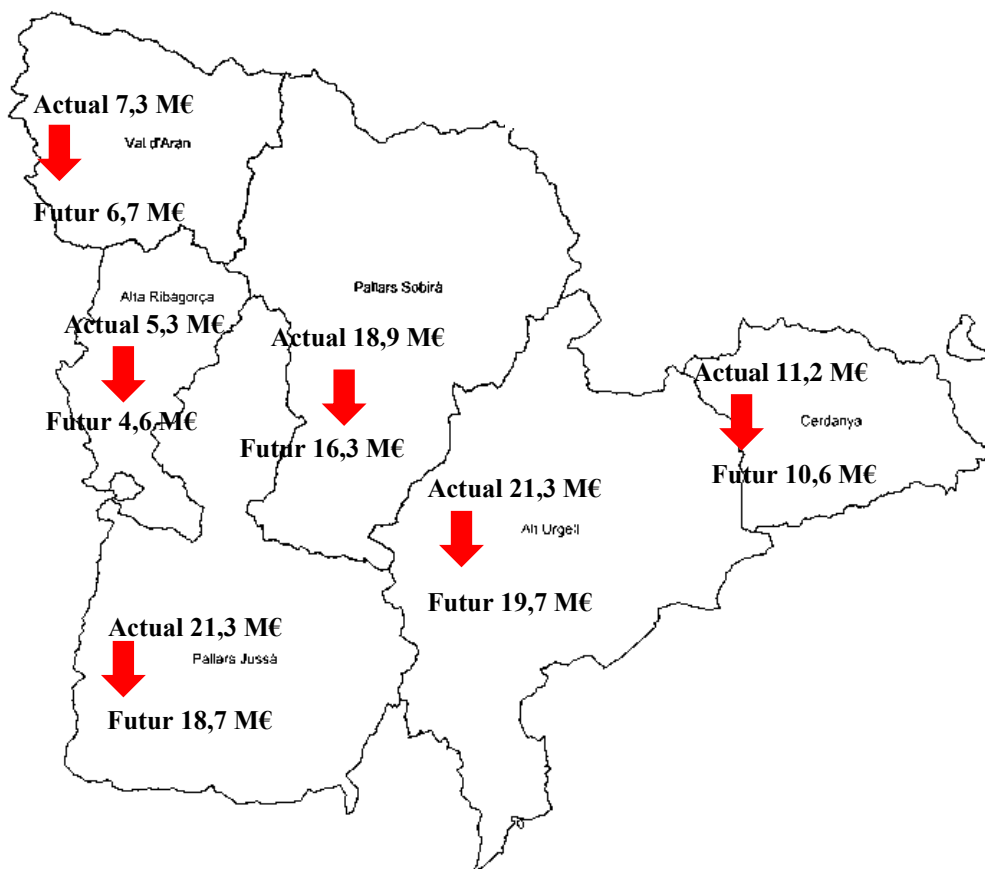 Actual 7,3 M€
Val d'Aran
Futur 6,7 M€
Alta Ribagorça
Actual 5,3 M€
Futur 4,6 M€
Pallars Sobirà
Actual 18,9 M€
Futur 16,3 M€
Actual 11,2 M€
Cerdanya
Futur 10,6 M€
Actual 21,3 M€
Alt Urgell
Futur 19,7 M€
Actual 21,3 M€
Pallars Jussà
Futur 18,7 M€